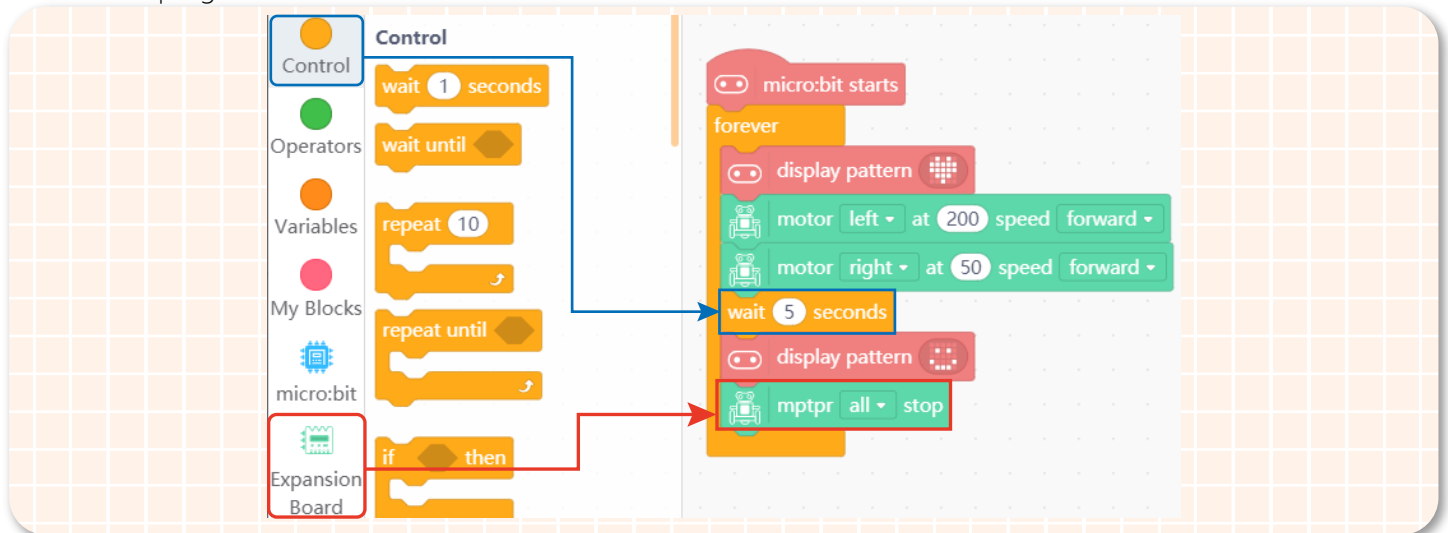 Control
Operators
Variables
My Blocks
micro:bit
Expansion
Board
Control
wait 1 seconds
wait until
repeat 10
repeat until
if then
micro:bit starts
forever
display pattern
motor left at 200 speed forward
motor right at 50 speed forward
wait 5 seconds
display pattern
mptpr all stop